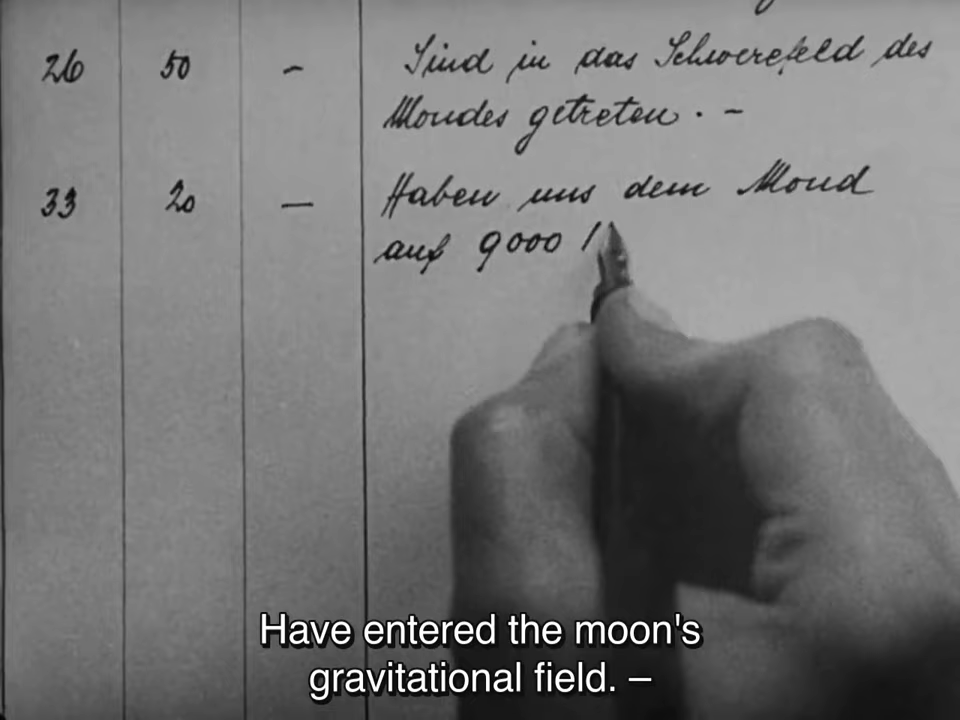 26 50 - Sind in das Schwerefeld des
Mondes getreten. -
33 20 — Haben uns dem Mond
auf 9000
Have entered the moon's
gravitational field. –